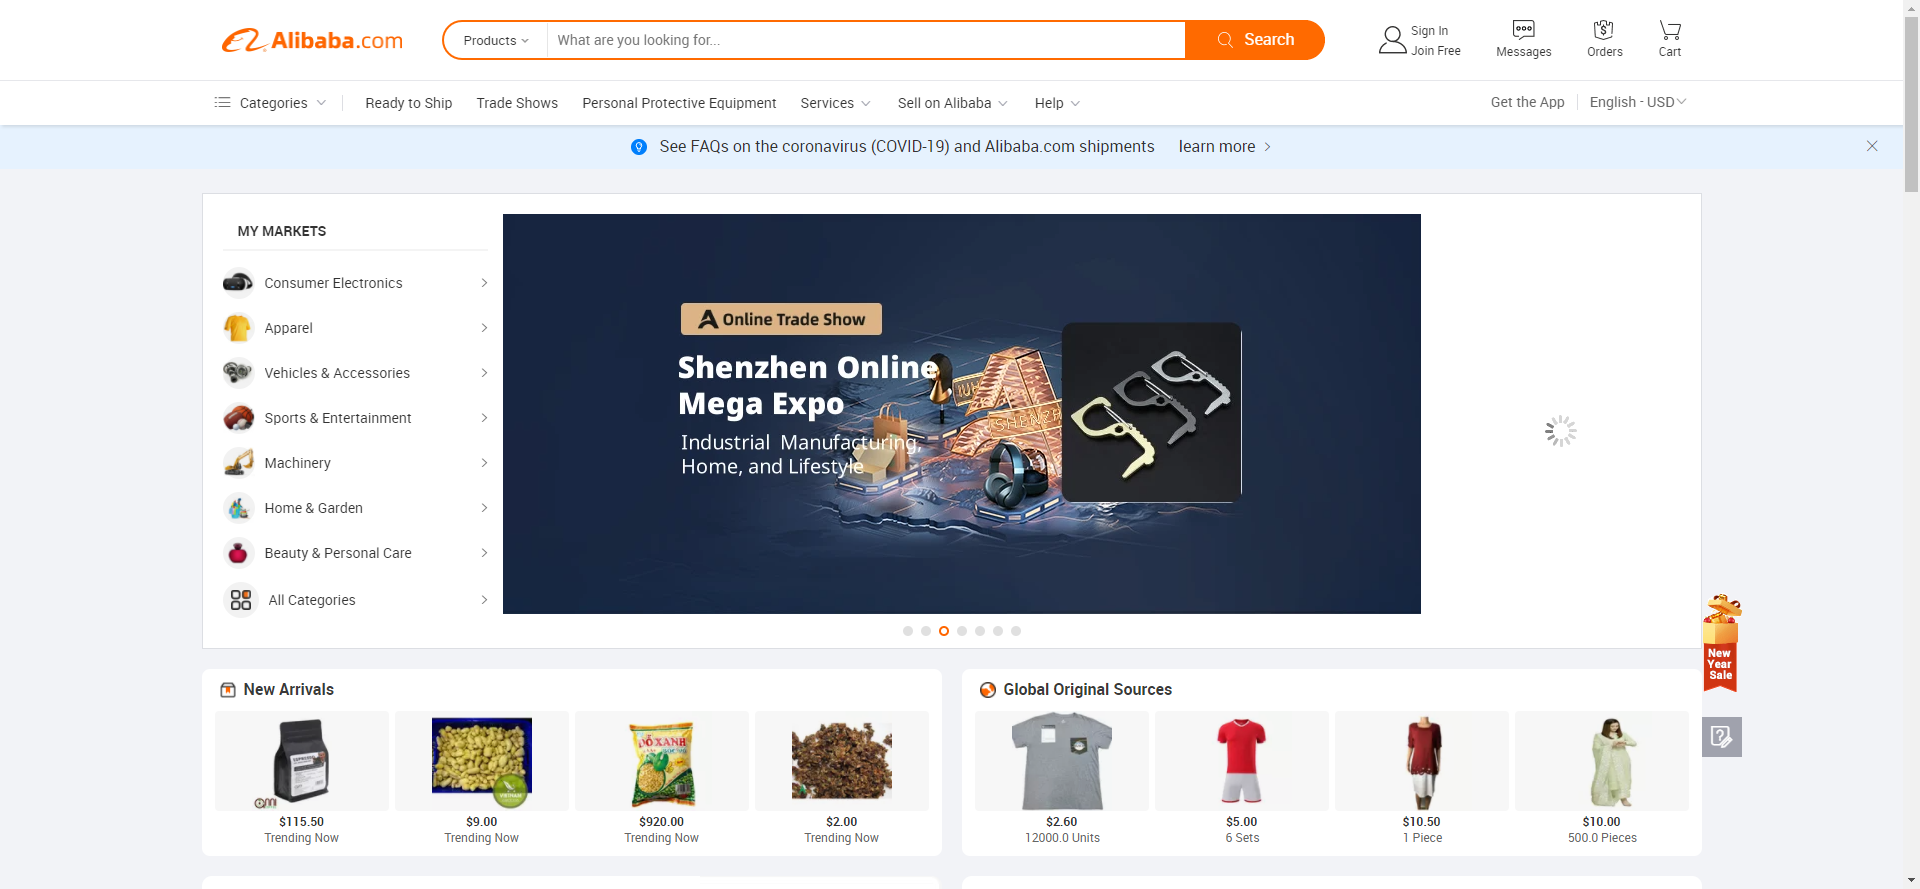 Alibaba.com
Products
What are you looking for...
Search
Sign In
Join Free
Messages
Orders
Cart
Categories
Ready to Ship
Trade Shows
Personal Protective Equipment
Services
Sell on Alibaba
Help
Get the App
English - USD
See FAQs on the coronavirus (COVID-19) and Alibaba.com shipments
learn more
MY MARKETS
Consumer Electronics
Apparel
Vehicles & Accessories
Sports & Entertainment
Machinery
Home & Garden
Beauty & Personal Care
All Categories
Online Trade Show
Shenzhen Online
Mega Expo
Industrial Manufacturing,
Home, and Lifestyle
New
Year
Sale
New Arrivals
ĐỖ XANH
$115.50
Trending Now
$9.00
Trending Now
$920.00
Trending Now
$2.00
Trending Now
Global Original Sources
$2.60
12000.0 Units
$5.00
6 Sets
$10.50
1 Piece
$10.00
500.0 Pieces